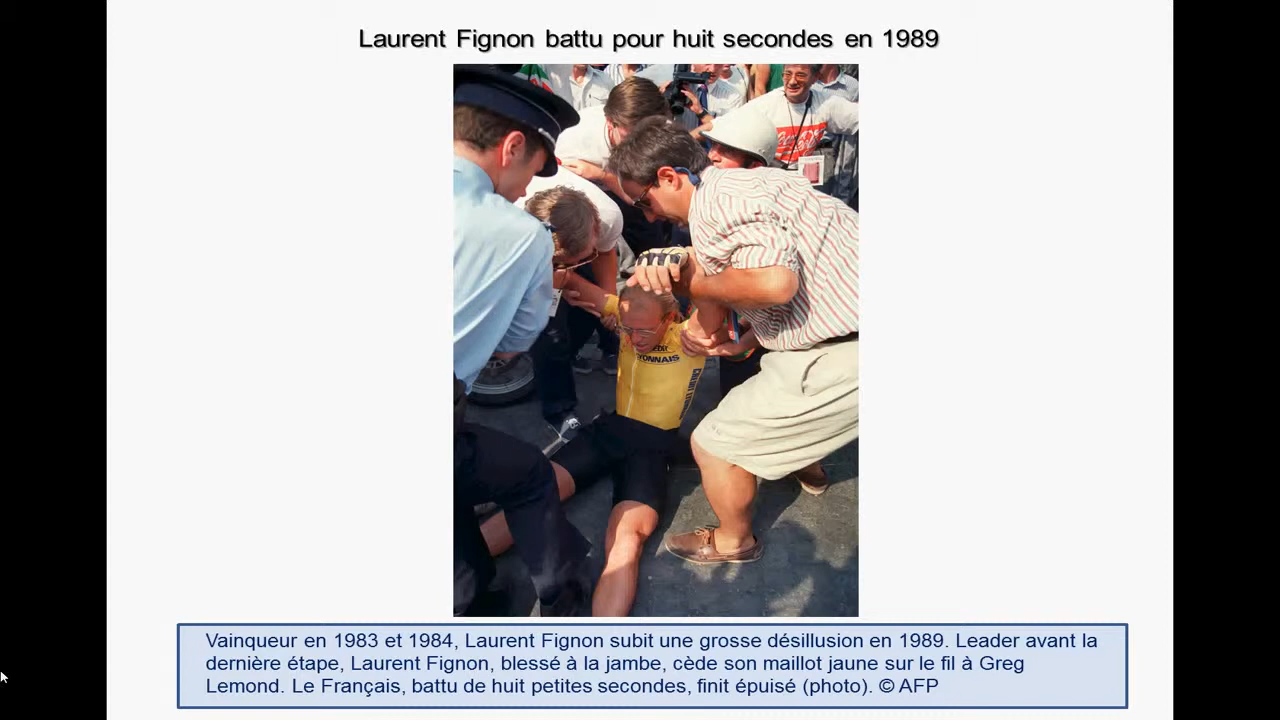 Laurent Fignon battu pour huit secondes en 1989
LYONNAIS
Vainqueur en 1983 et 1984, Laurent Fignon subit une grosse désillusion en 1989. Leader avant la
dernière étape, Laurent Fignon, blessé à la jambe, cède son maillot jaune sur le fil à Greg
Lemond. Le Français, battu de huit petites secondes, finit épuisé (photo). © AFP